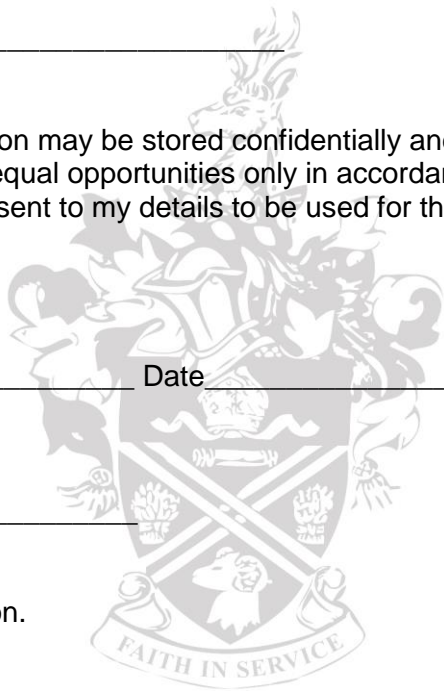 on may be stored confidentially and
equal opportunities only in accordan
sent to my details to be used for th
Date
on.
FAITH IN SERVICE